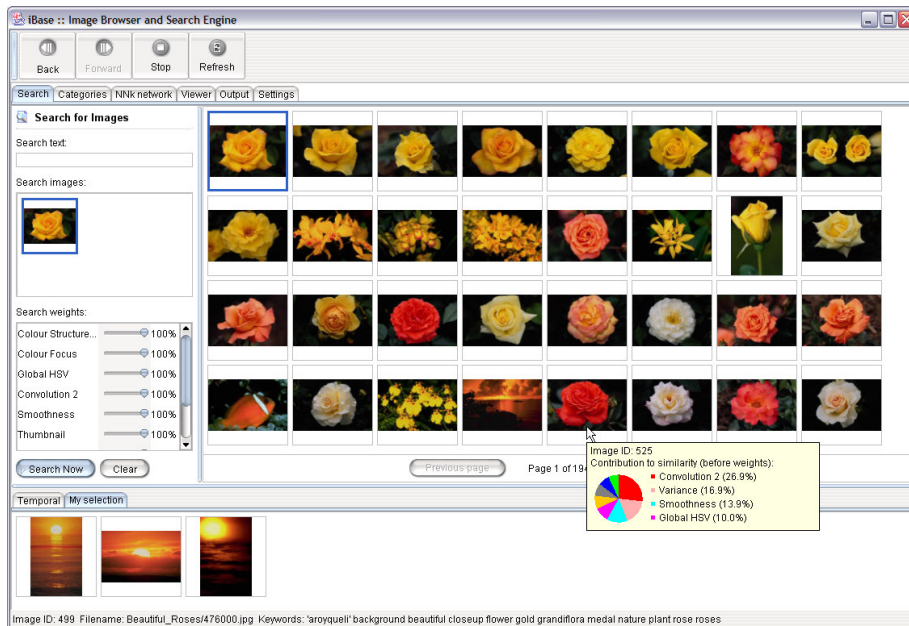 iBase :: Image Browser and Search Engine
Back Forward Stop Refresh
Search Categories NNk network Viewer Output Settings
Search for Images
Search text:
Search images:
Search weights:
Colour Structure... 100%
Colour Focus 100%
Global HSV 100%
Convolution 2 100%
Smoothness 100%
Thumbnail 100%
Search Now Clear
Previous page Page 1 of 19
Image ID: 525
Contribution to similarity (before weights):
Convolution 2 (26.9%)
Variance (16.9%)
Smoothness (13.9%)
Global HSV (10.0%)
Temporal My selection
Image ID: 499 Filename: Beautiful_Roses/476000.jpg Keywords: 'aroyqueli' background beautiful closeup flower gold grandiflora medal nature plant rose roses